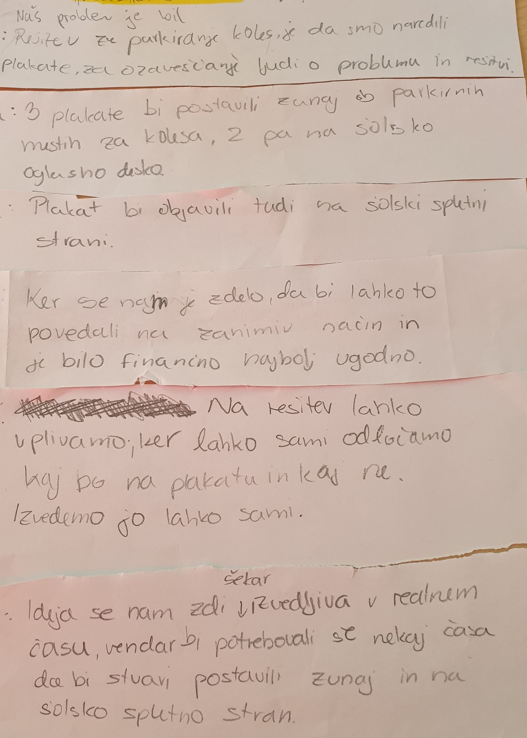 Naš problem je bil
: Rešitev za parkiranje koles, je da smo naredili
plakate, za ozaveščanje ljudi o problemu in rešitvi.
: 3 plakate bi postavili zunaj ob parkirnih
mestih za kolesa, 2 pa na šolsko
oglasno desko.
: Plakat bi objavili tudi na šolski spletni
strani.
Ker se nam je zdelo, da bi lahko to
povedali na zanimiv način in
je bilo finančno najbolj ugodno.
Na rešitev lahko
vplivamo, ker lahko sami odločamo
kaj bo na plakatu in kaj ne.
Izvedemo jo lahko sami.
šekar
: Ideja se nam zdi izvedljiva v realnem
času, vendar bi potrebovali še nekaj časa
da bi stvari postavili zunaj in na
šolsko spletno stran.